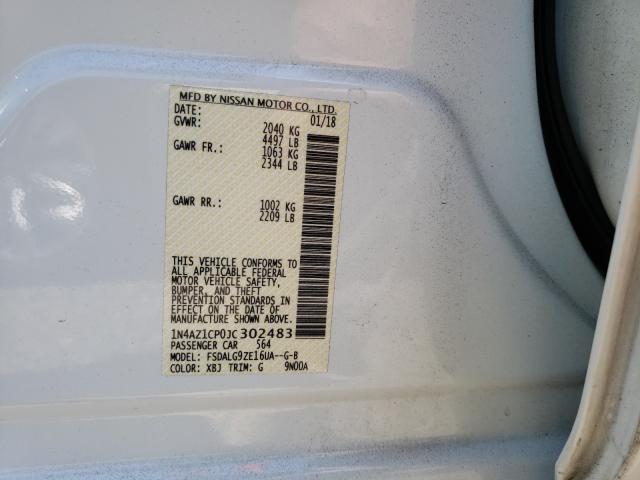 MFD BY NISSAN MOTOR CO., LTD.
DATE: 01/18
GVWR: 2040 KG
4497 LB
GAWR FR.: 1063 KG
2344 LB
GAWR RR.: 1002 KG
2209 LB
THIS VEHICLE CONFORMS TO
ALL APPLICABLE FEDERAL
MOTOR VEHICLE SAFETY,
BUMPER, AND THEFT
PREVENTION STANDARDS IN
EFFECT ON THE DATE OF
MANUFACTURE SHOWN ABOVE.
1N4AZ1CP0JC302483
PASSENGER CAR 564
MODEL: FSDALG9ZE16UA--G-B
COLOR: XBJ TRIM: G 9N00A